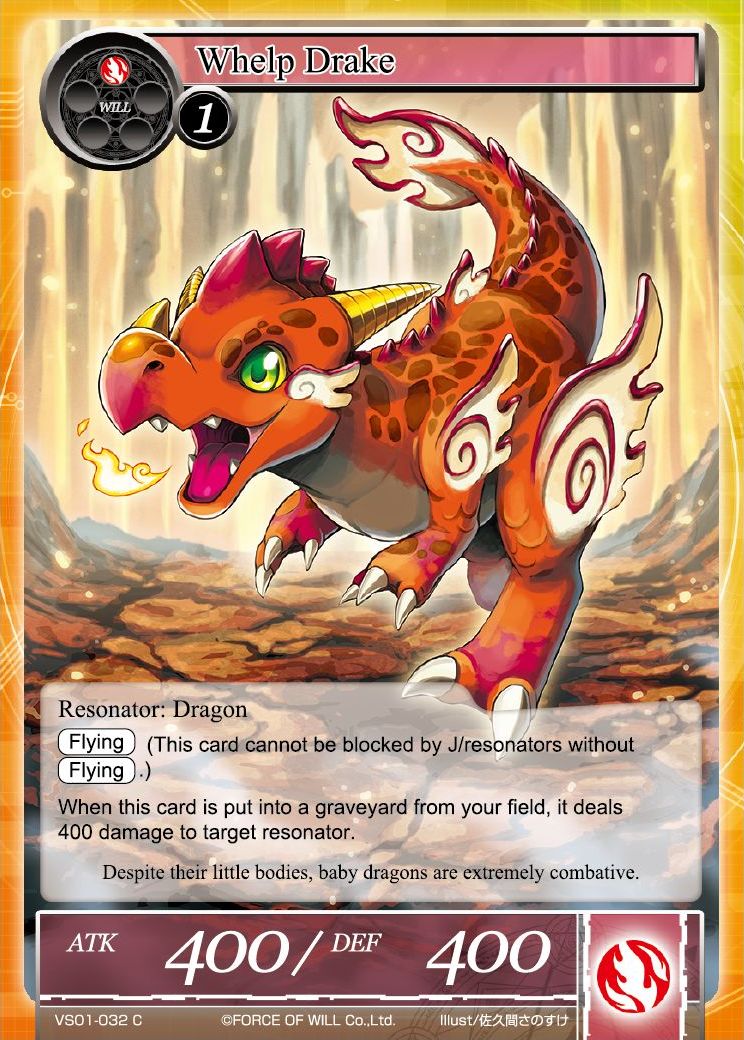 Whelp Drake
WILL
1
Resonator: Dragon
Flying (This card cannot be blocked by J/resonators without
Flying .)
When this card is put into a graveyard from your field, it deals
400 damage to target resonator.
Despite their little bodies, baby dragons are extremely combative.
ATK 400 / DEF 400
VS01-032 C ©FORCE OF WILL Co.,Ltd. Illust/佐久間さのすけ